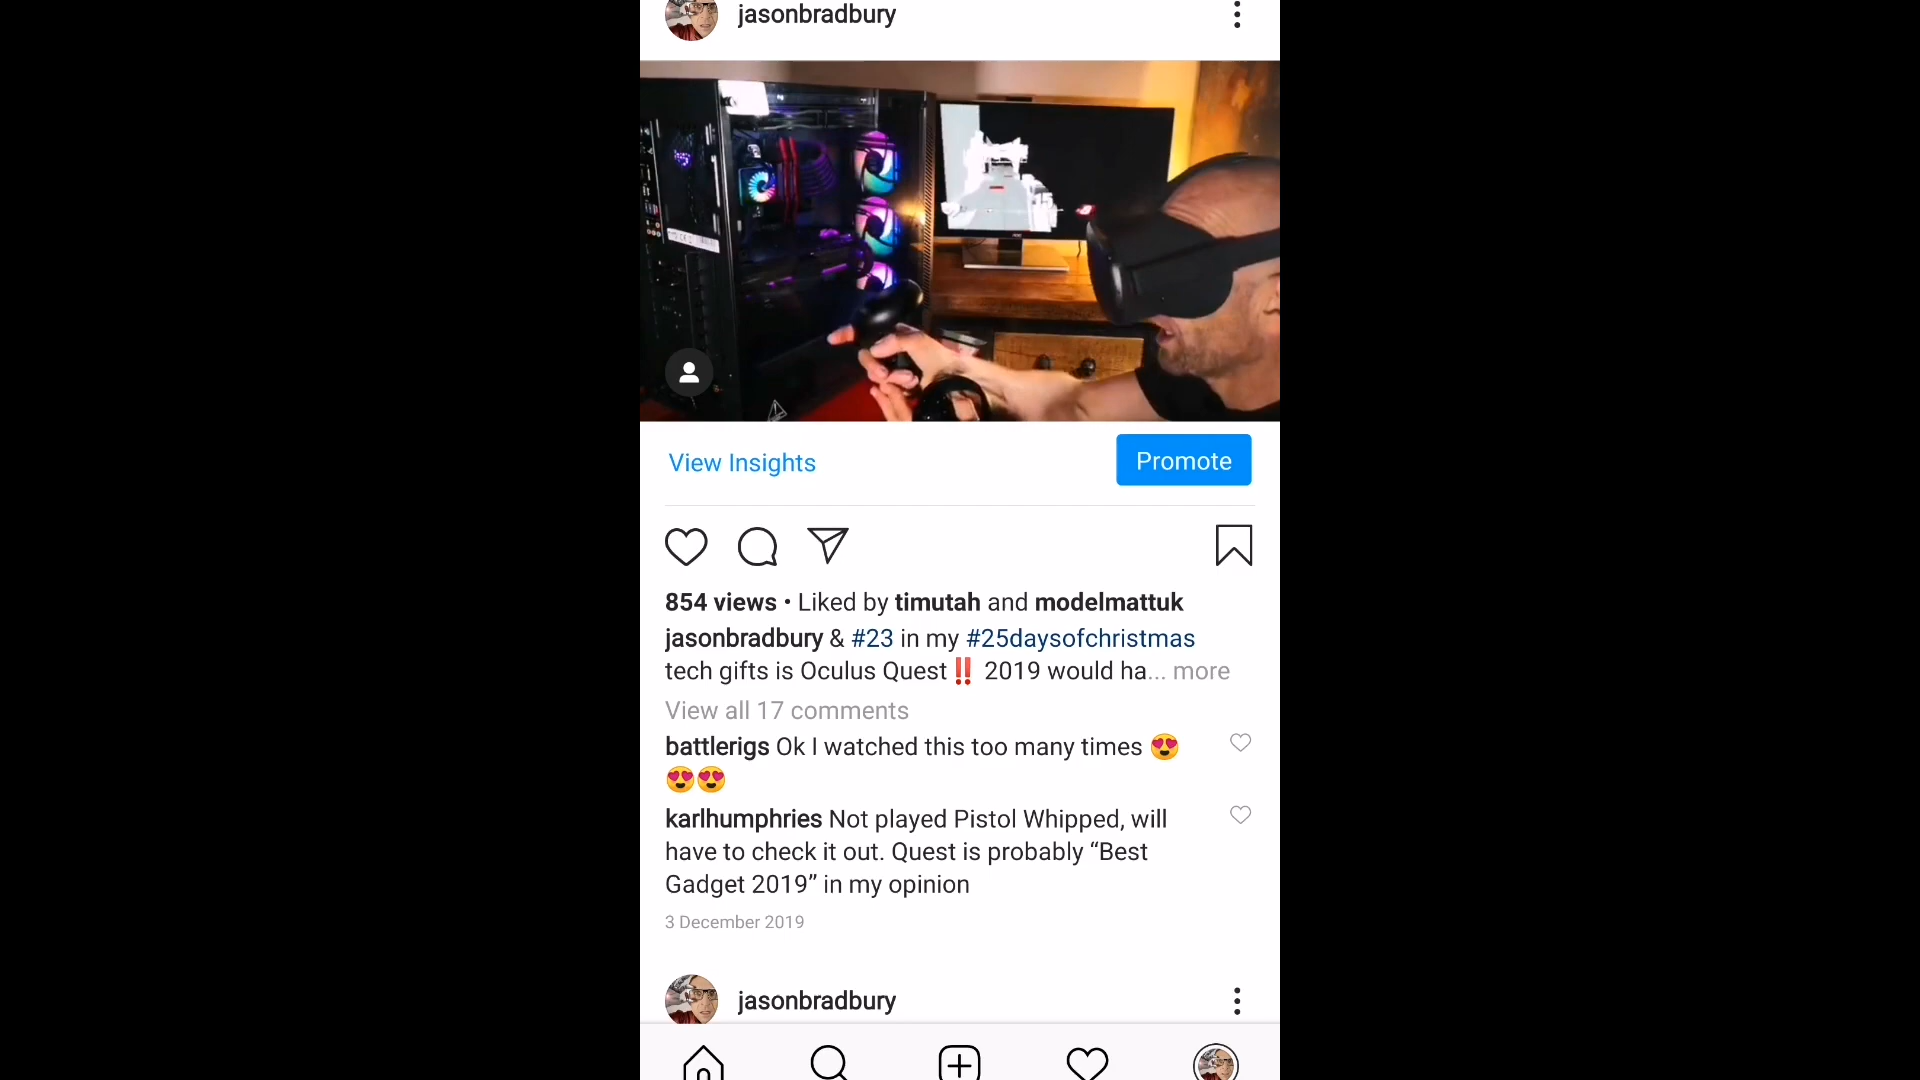 jasonbradbury
View Insights
Promote
854 views • Liked by timutah and modelmattuk
jasonbradbury & #23 in my #25daysofchristmas
tech gifts is Oculus Quest‼️ 2019 would ha... more
View all 17 comments
battlerigs Ok I watched this too many times 😍
😍😍
karlhumphries Not played Pistol Whipped, will
have to check it out. Quest is probably “Best
Gadget 2019” in my opinion
3 December 2019
jasonbradbury